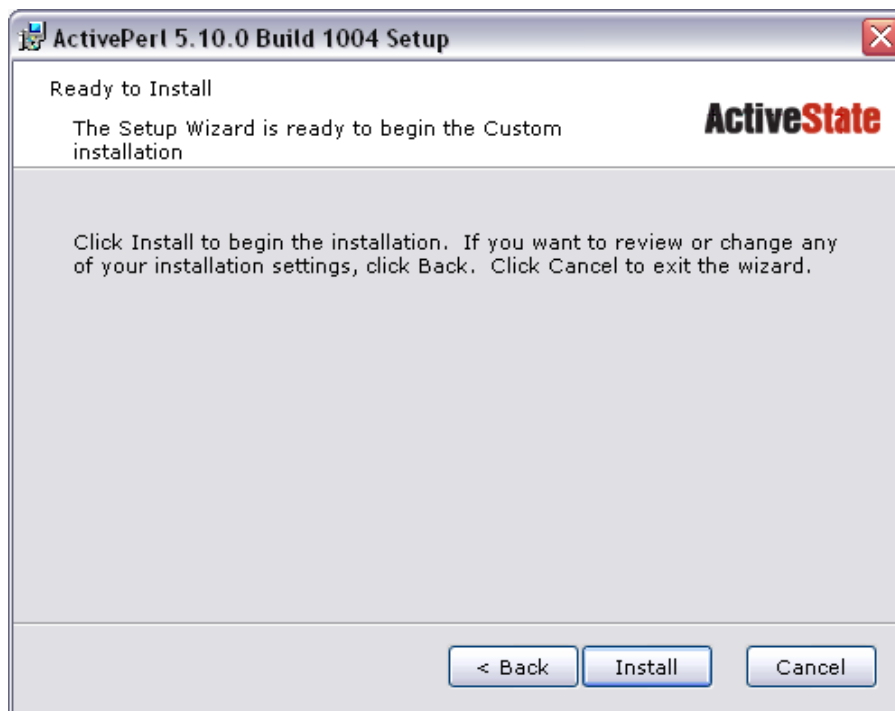 ActivePerl 5.10.0 Build 1004 Setup
Ready to Install
The Setup Wizard is ready to begin the Custom
installation
ActiveState
Click Install to begin the installation.  If you want to review or change any
of your installation settings, click Back.  Click Cancel to exit the wizard.
< Back
Install
Cancel